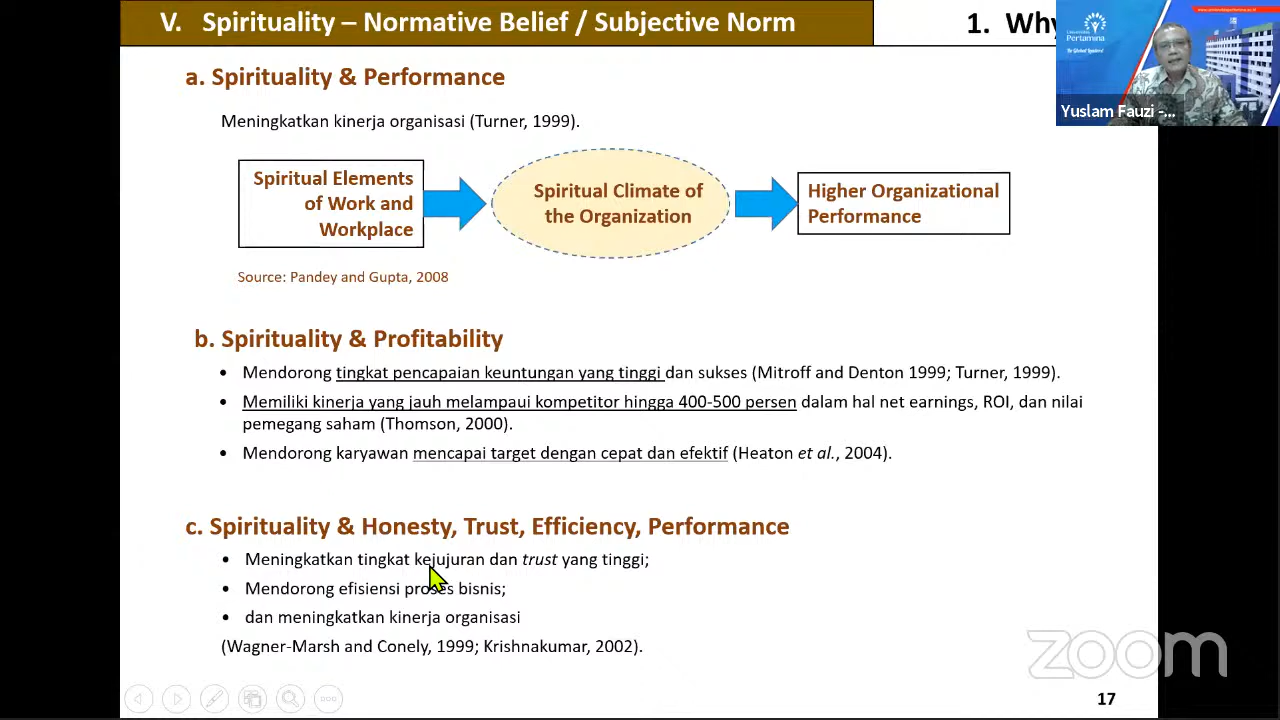 V. Spirituality – Normative Belief / Subjective Norm
1. Why
Universitas
Pertamina
Yuslam Fauzi -...
a. Spirituality & Performance
Meningkatkan kinerja organisasi (Turner, 1999).
Spiritual Elements
of Work and
Workplace
Spiritual Climate of
the Organization
Higher Organizational
Performance
Source: Pandey and Gupta, 2008
b. Spirituality & Profitability
• Mendorong tingkat pencapaian keuntungan yang tinggi dan sukses (Mitroff and Denton 1999; Turner, 1999).
• Memiliki kinerja yang jauh melampaui kompetitor hingga 400-500 persen dalam hal net earnings, ROI, dan nilai
pemegang saham (Thomson, 2000).
• Mendorong karyawan mencapai target dengan cepat dan efektif (Heaton et al., 2004).
c. Spirituality & Honesty, Trust, Efficiency, Performance
• Meningkatkan tingkat kejujuran dan trust yang tinggi;
• Mendorong efisiensi proses bisnis;
• dan meningkatkan kinerja organisasi
(Wagner-Marsh and Conely, 1999; Krishnakumar, 2002).
zoom
17